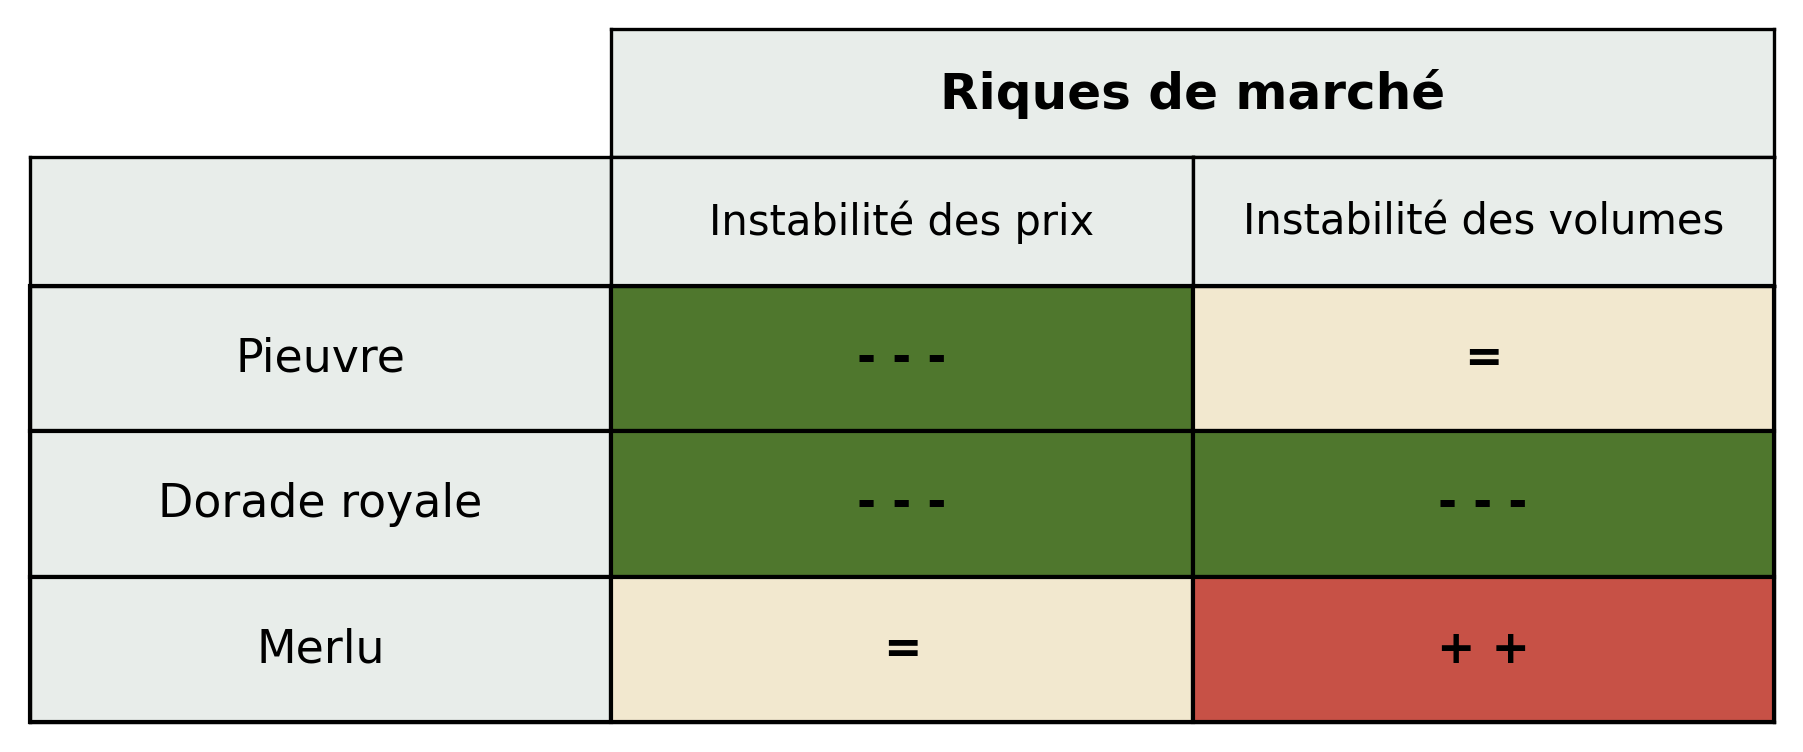 Riques de marché
Instabilité des prix Instabilité des volumes
Pieuvre - - - =
Dorade royale - - - - - -
Merlu = + +